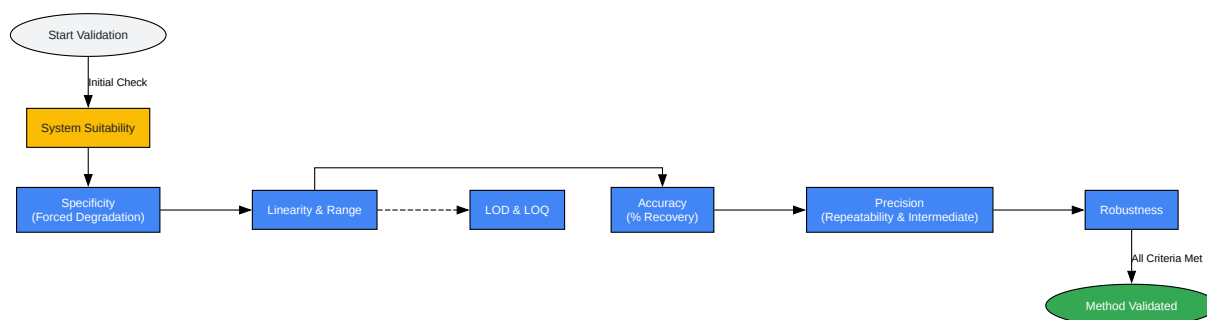 Start Validation
Initial Check
System Suitability
Specificity
(Forced Degradation)
Linearity & Range
LOD & LOQ
Accuracy
(% Recovery)
Precision
(Repeatability & Intermediate)
Robustness
All Criteria Met
Method Validated